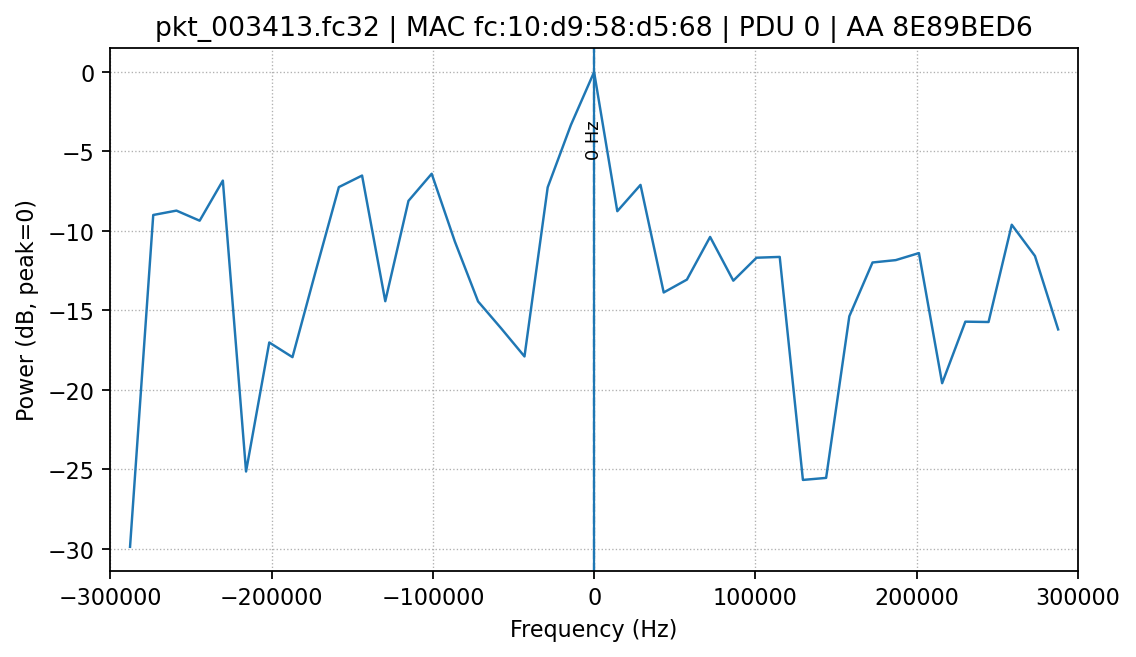 pkt_003413.fc32 | MAC fc:10:d9:58:d5:68 | PDU 0 | AA 8E89BED6
Power (dB, peak=0)
0
−5
−10
−15
−20
−25
−30
0 Hz
−300000 −200000 −100000 0 100000 200000 300000
Frequency (Hz)